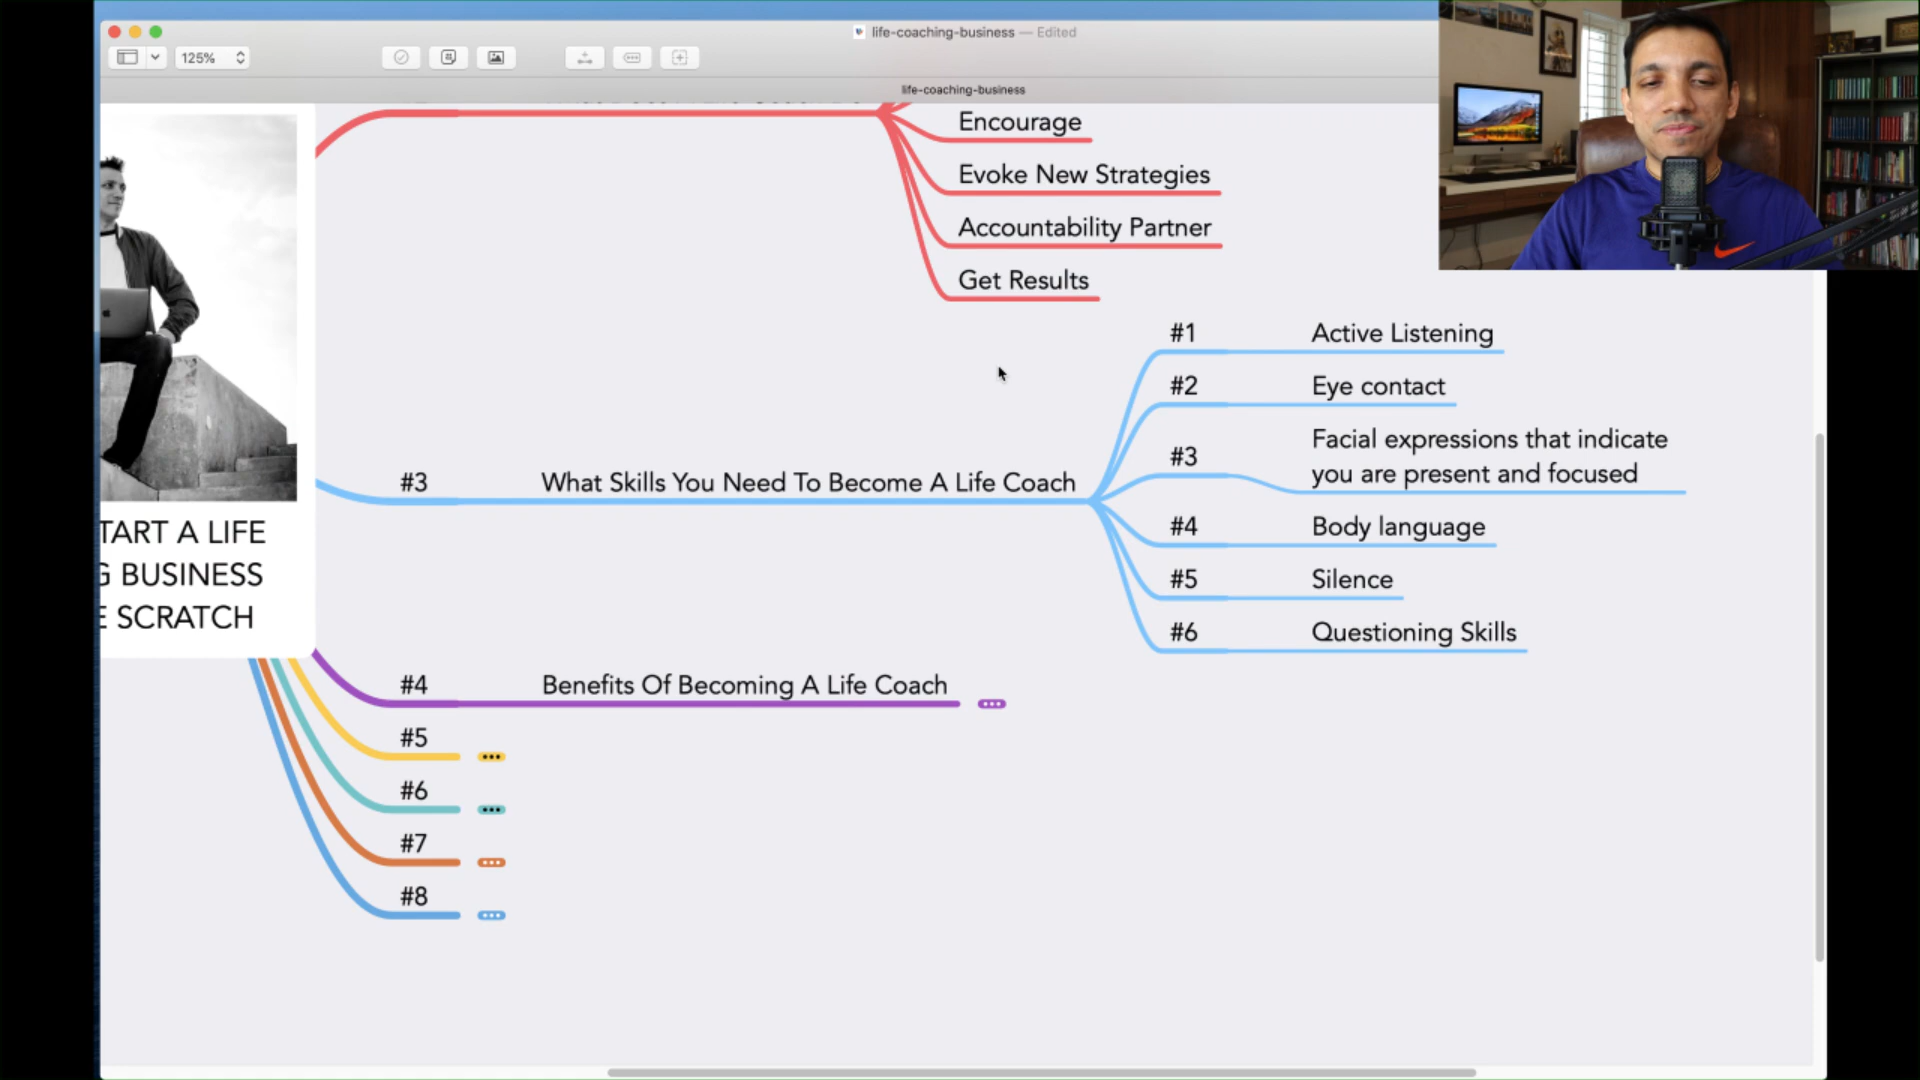 life-coaching-business — Edited
125%
life-coaching-business
Encourage
Evoke New Strategies
Accountability Partner
Get Results
#3 What Skills You Need To Become A Life Coach
#1 Active Listening
#2 Eye contact
#3 Facial expressions that indicate
you are present and focused
#4 Body language
#5 Silence
#6 Questioning Skills
TART A LIFE
G BUSINESS
E SCRATCH
#4 Benefits Of Becoming A Life Coach
#5
#6
#7
#8